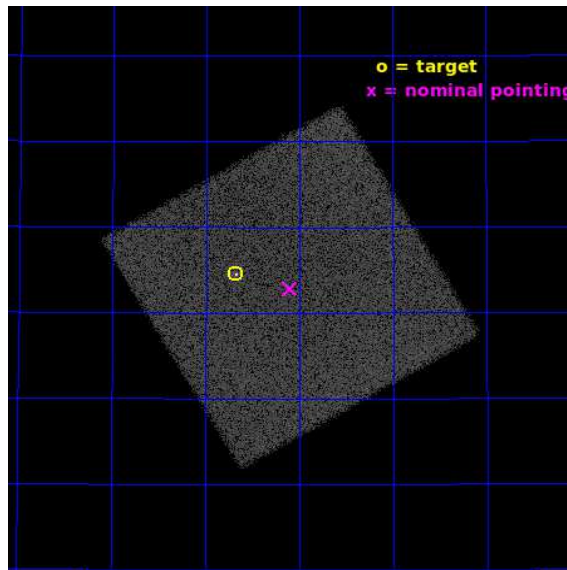 o = target
x = nominal pointing